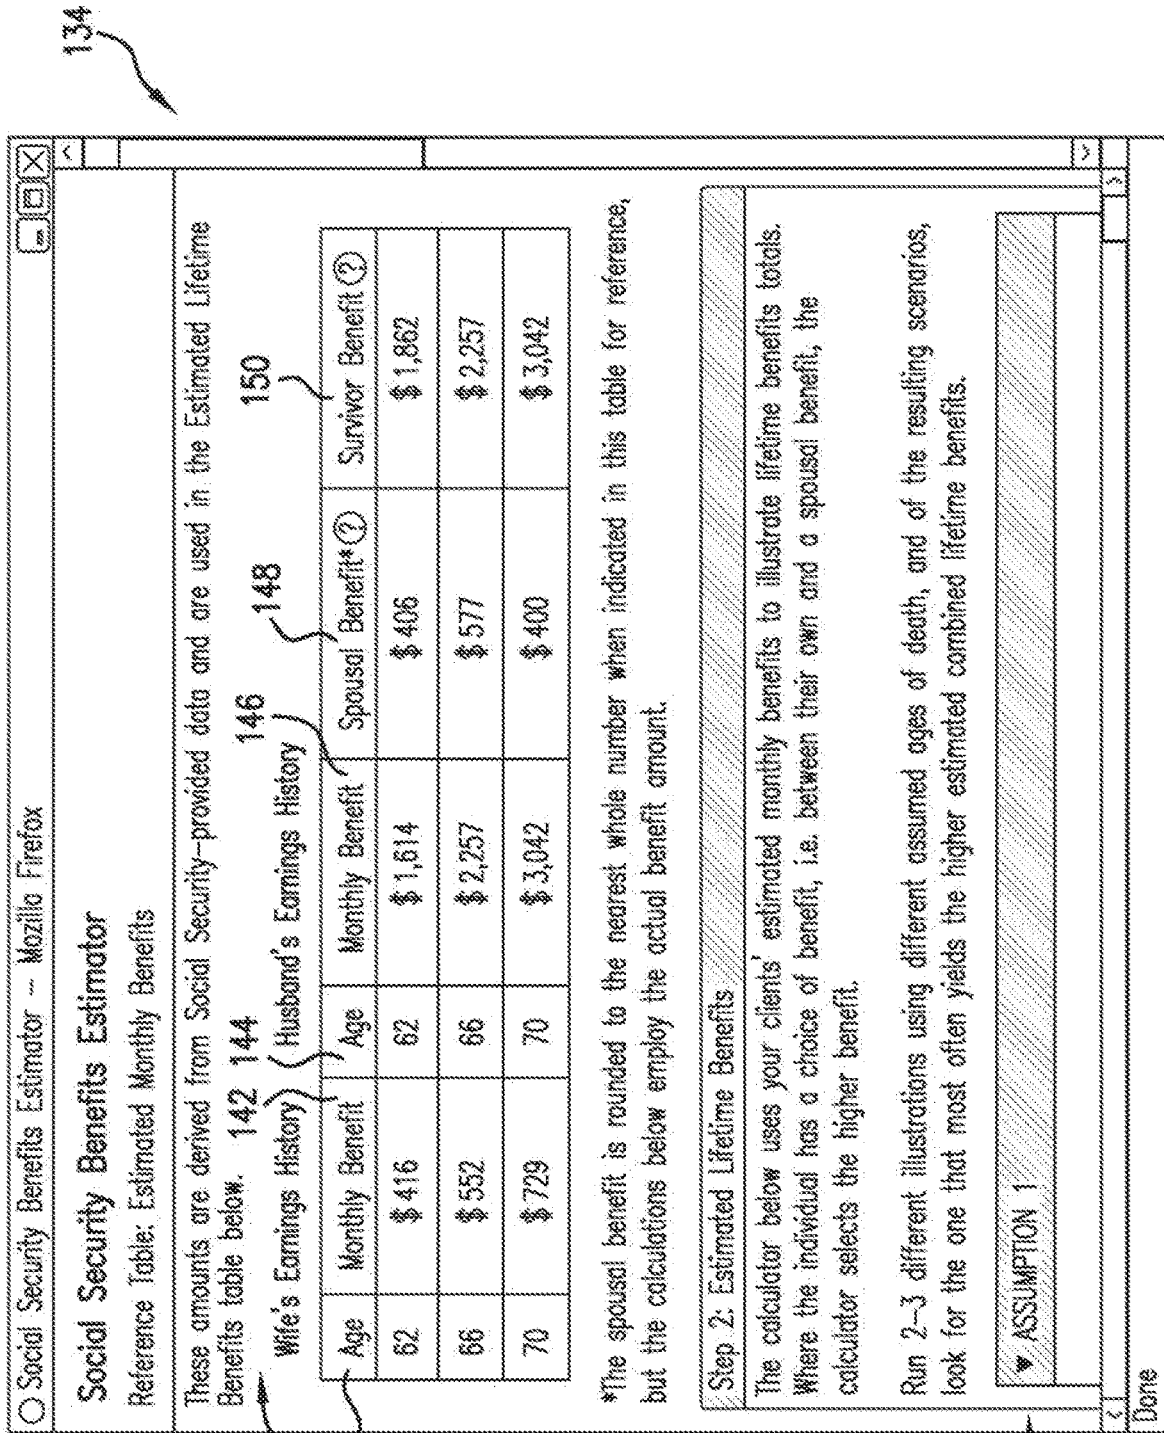 134
Social Security Benefits Estimator -- Mozilla Firefox
Social Security Benefits Estimator
Reference Table: Estimated Monthly Benefits
These amounts are derived from Social Security-provided data and are used in the Estimated Lifetime
Benefits table below.
142 144 146 148 150
Wife's Earnings History Husband's Earnings History
Age Monthly Benefit Age Monthly Benefit Spousal Benefit* ? Survivor Benefit ?
62 $416 62 $1,614 $406 $1,862
66 $552 66 $2,257 $577 $2,257
70 $729 70 $3,042 $400 $3,042
*The spousal benefit is rounded to the nearest whole number when indicated in this table for reference,
but the calculations below employ the actual benefit amount.
Step 2: Estimated Lifetime Benefits
The calculator below uses your clients' estimated monthly benefits to illustrate lifetime benefits totals.
Where the individual has a choice of benefit, i.e. between their own and a spousal benefit, the
calculator selects the higher benefit.
Run 2-3 different illustrations using different assumed ages of death, and of the resulting scenarios,
look for the one that most often yields the higher estimated combined lifetime benefits.
▼ ASSUMPTION 1
Done